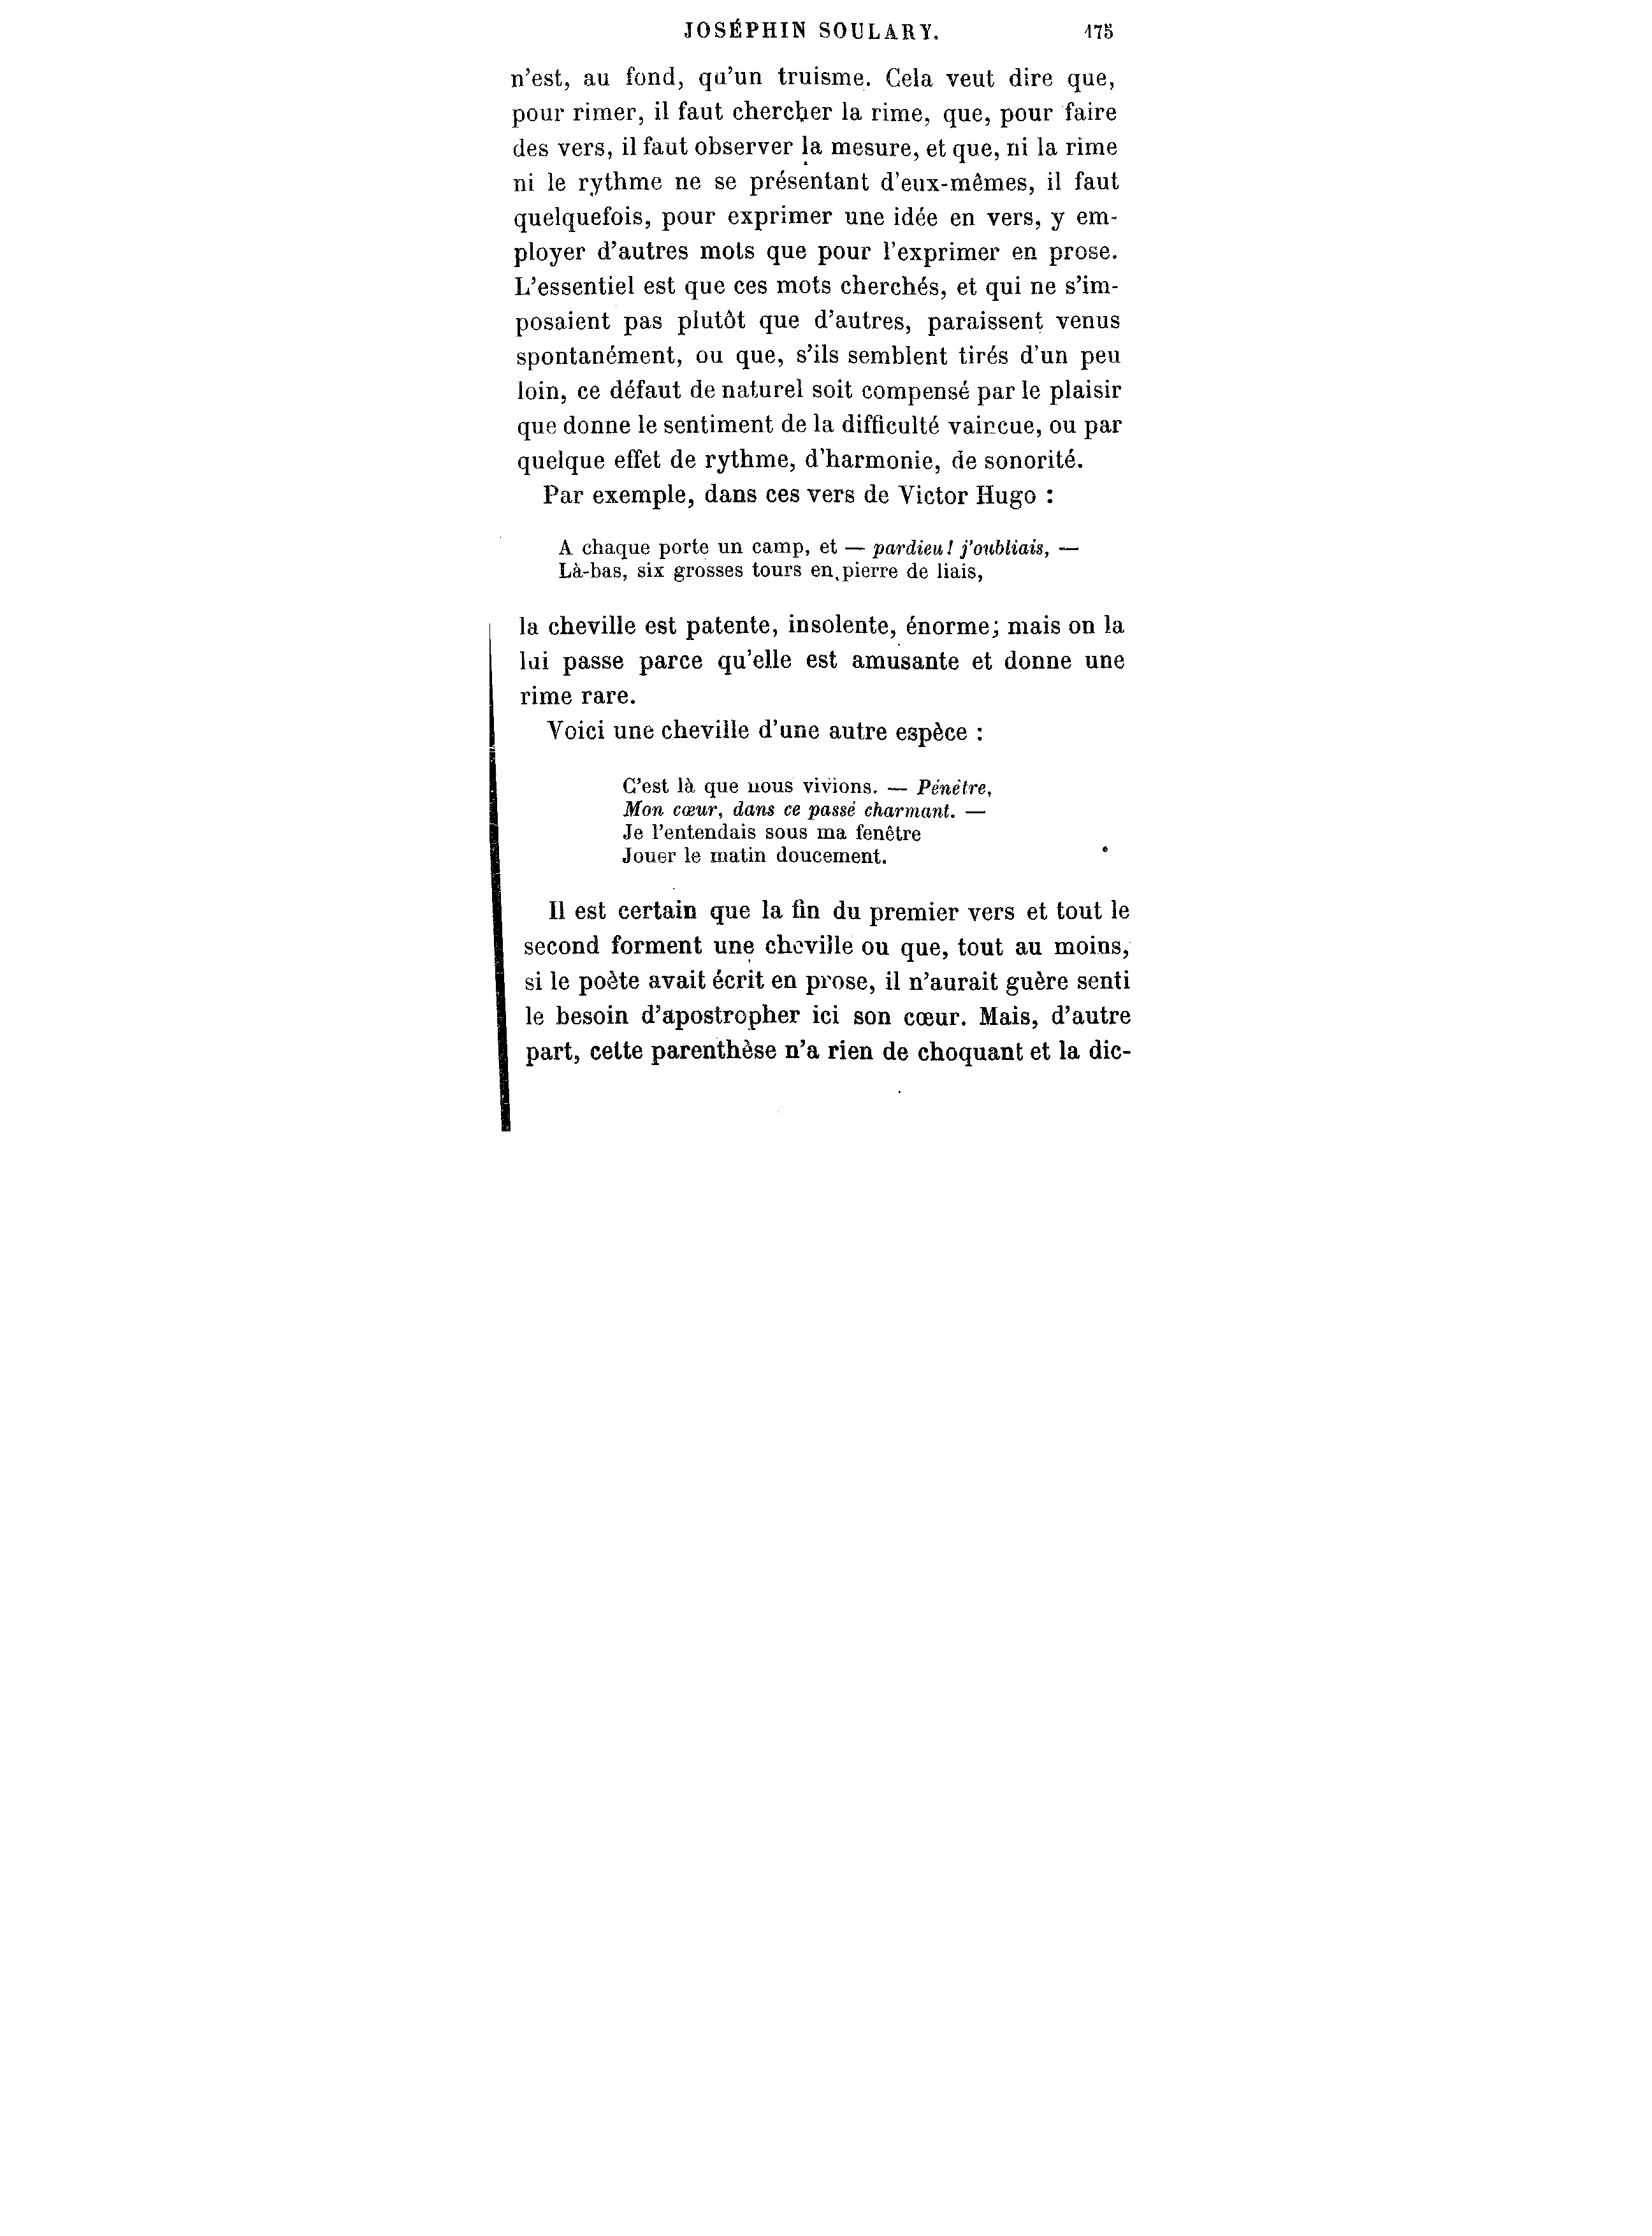 JOSÉPHIN SOULARY. 175
n'est, au fond, qu'un truisme. Cela veut dire que,
pour rimer, il faut chercher la rime, que, pour faire
des vers, il faut observer la mesure, et que, ni la rime
ni le rythme ne se présentant d'eux-mêmes, il faut
quelquefois, pour exprimer une idée en vers, y em-
ployer d'autres mots que pour l'exprimer en prose.
L'essentiel est que ces mots cherchés, et qui ne s'im-
posaient pas plutôt que d'autres, paraissent venus
spontanément, ou que, s'ils semblent tirés d'un peu
loin, ce défaut de naturel soit compensé par le plaisir
que donne le sentiment de la difficulté vaincue, ou par
quelque effet de rythme, d'harmonie, de sonorité.
Par exemple, dans ces vers de Victor Hugo :
A chaque porte un camp, et — pardieu! j'oubliais, —
Là-bas, six grosses tours en pierre de liais,
la cheville est patente, insolente, énorme; mais on la
lui passe parce qu'elle est amusante et donne une
rime rare.
Voici une cheville d'une autre espèce :
C'est là que nous vivions. — Pénètre,
Mon cœur, dans ce passé charmant. —
Je l'entendais sous ma fenêtre
Jouer le matin doucement.
Il est certain que la fin du premier vers et tout le
second forment une cheville ou que, tout au moins,
si le poète avait écrit en prose, il n'aurait guère senti
le besoin d'apostropher ici son cœur. Mais, d'autre
part, cette parenthèse n'a rien de choquant et la dic-